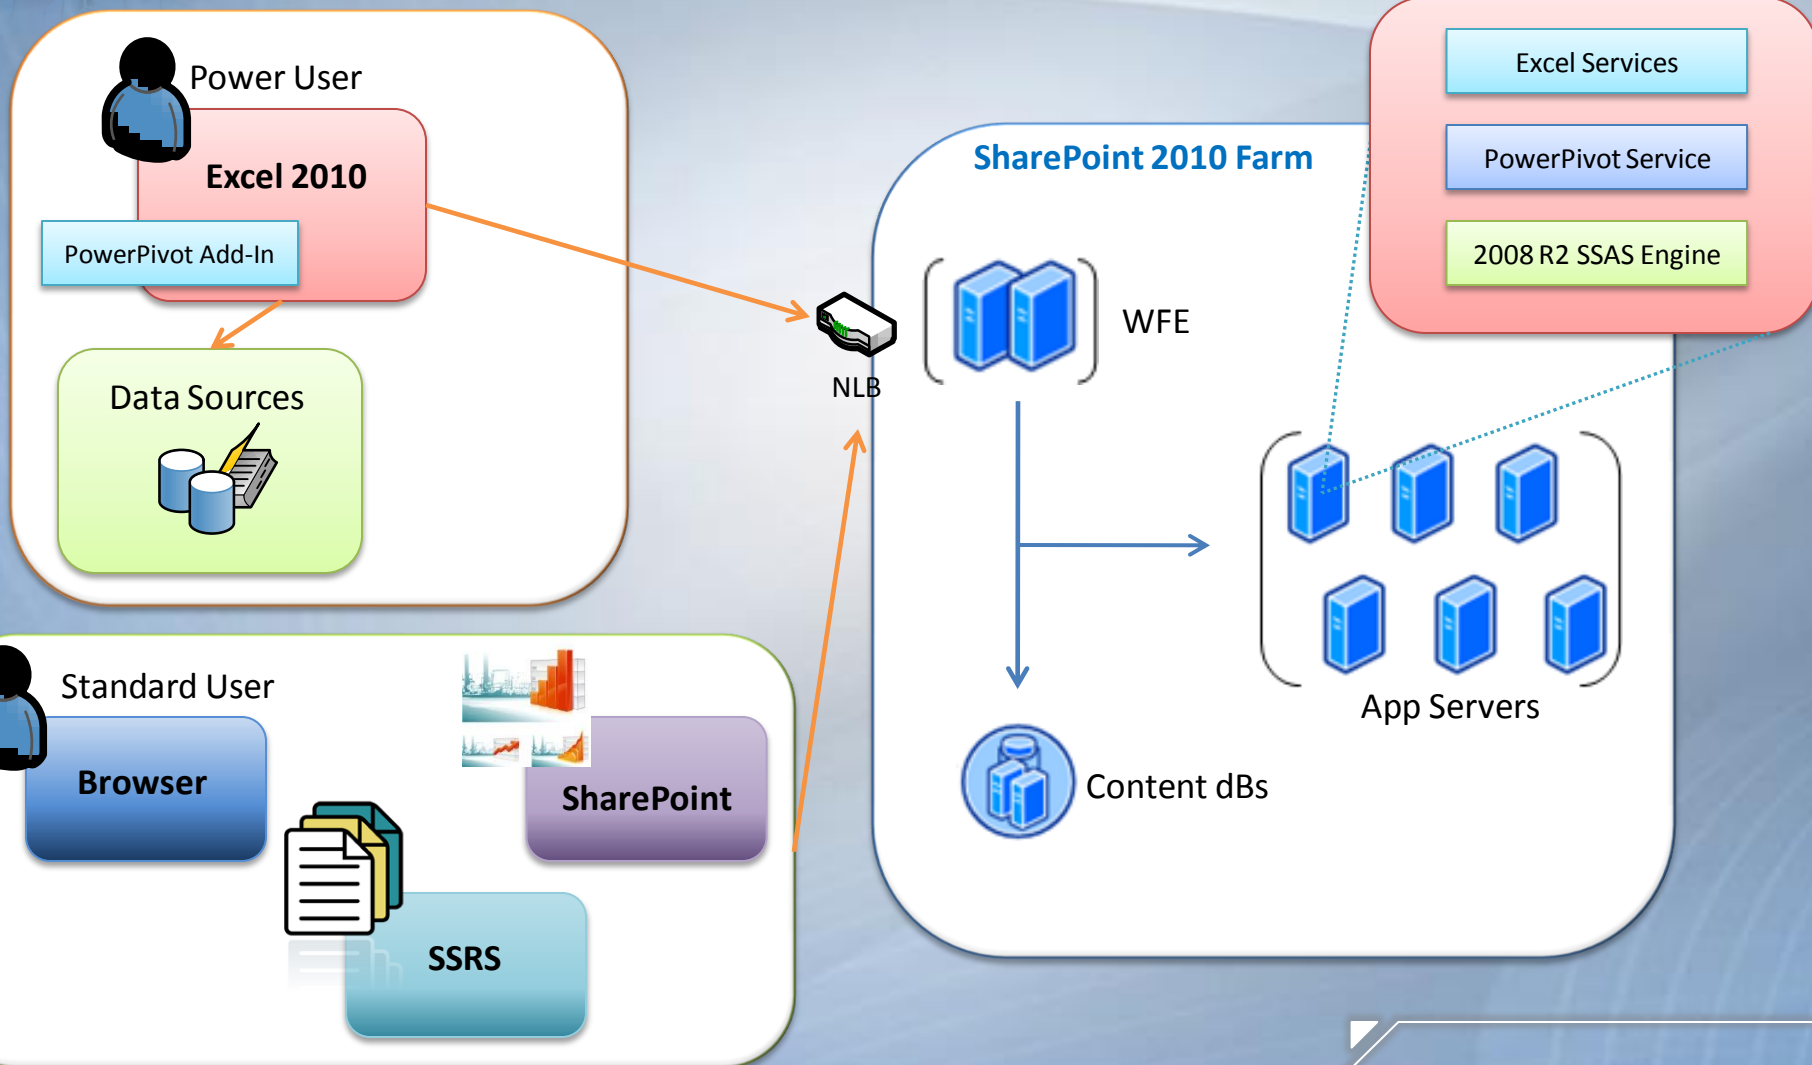 Power User
Excel 2010
PowerPivot Add-In
Data Sources
Standard User
Browser
SharePoint
SSRS
NLB
SharePoint 2010 Farm
WFE
App Servers
Content dBs
Excel Services
PowerPivot Service
2008 R2 SSAS Engine